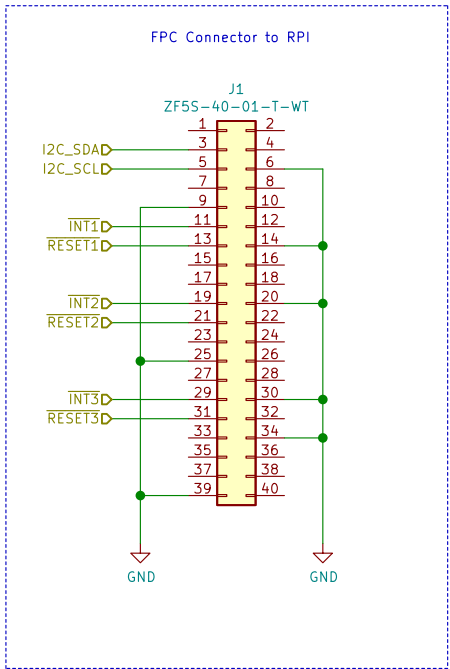 FPC Connector to RPI
J1
ZF5S-40-01-T-WT
1 2
I2C_SDA 3 4
I2C_SCL 5 6
7 8
9 10
INT1 11 12
RESET1 13 14
15 16
17 18
INT2 19 20
RESET2 21 22
23 24
25 26
27 28
INT3 29 30
RESET3 31 32
33 34
35 36
37 38
39 40
GND GND